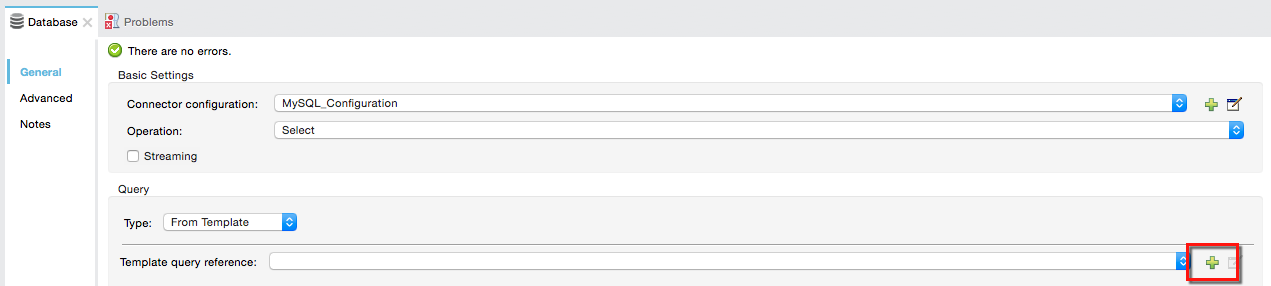 Database Problems
There are no errors.
General
Basic Settings
Advanced
Connector configuration: MySQL_Configuration
Notes
Operation: Select
Streaming
Query
Type: From Template
Template query reference: